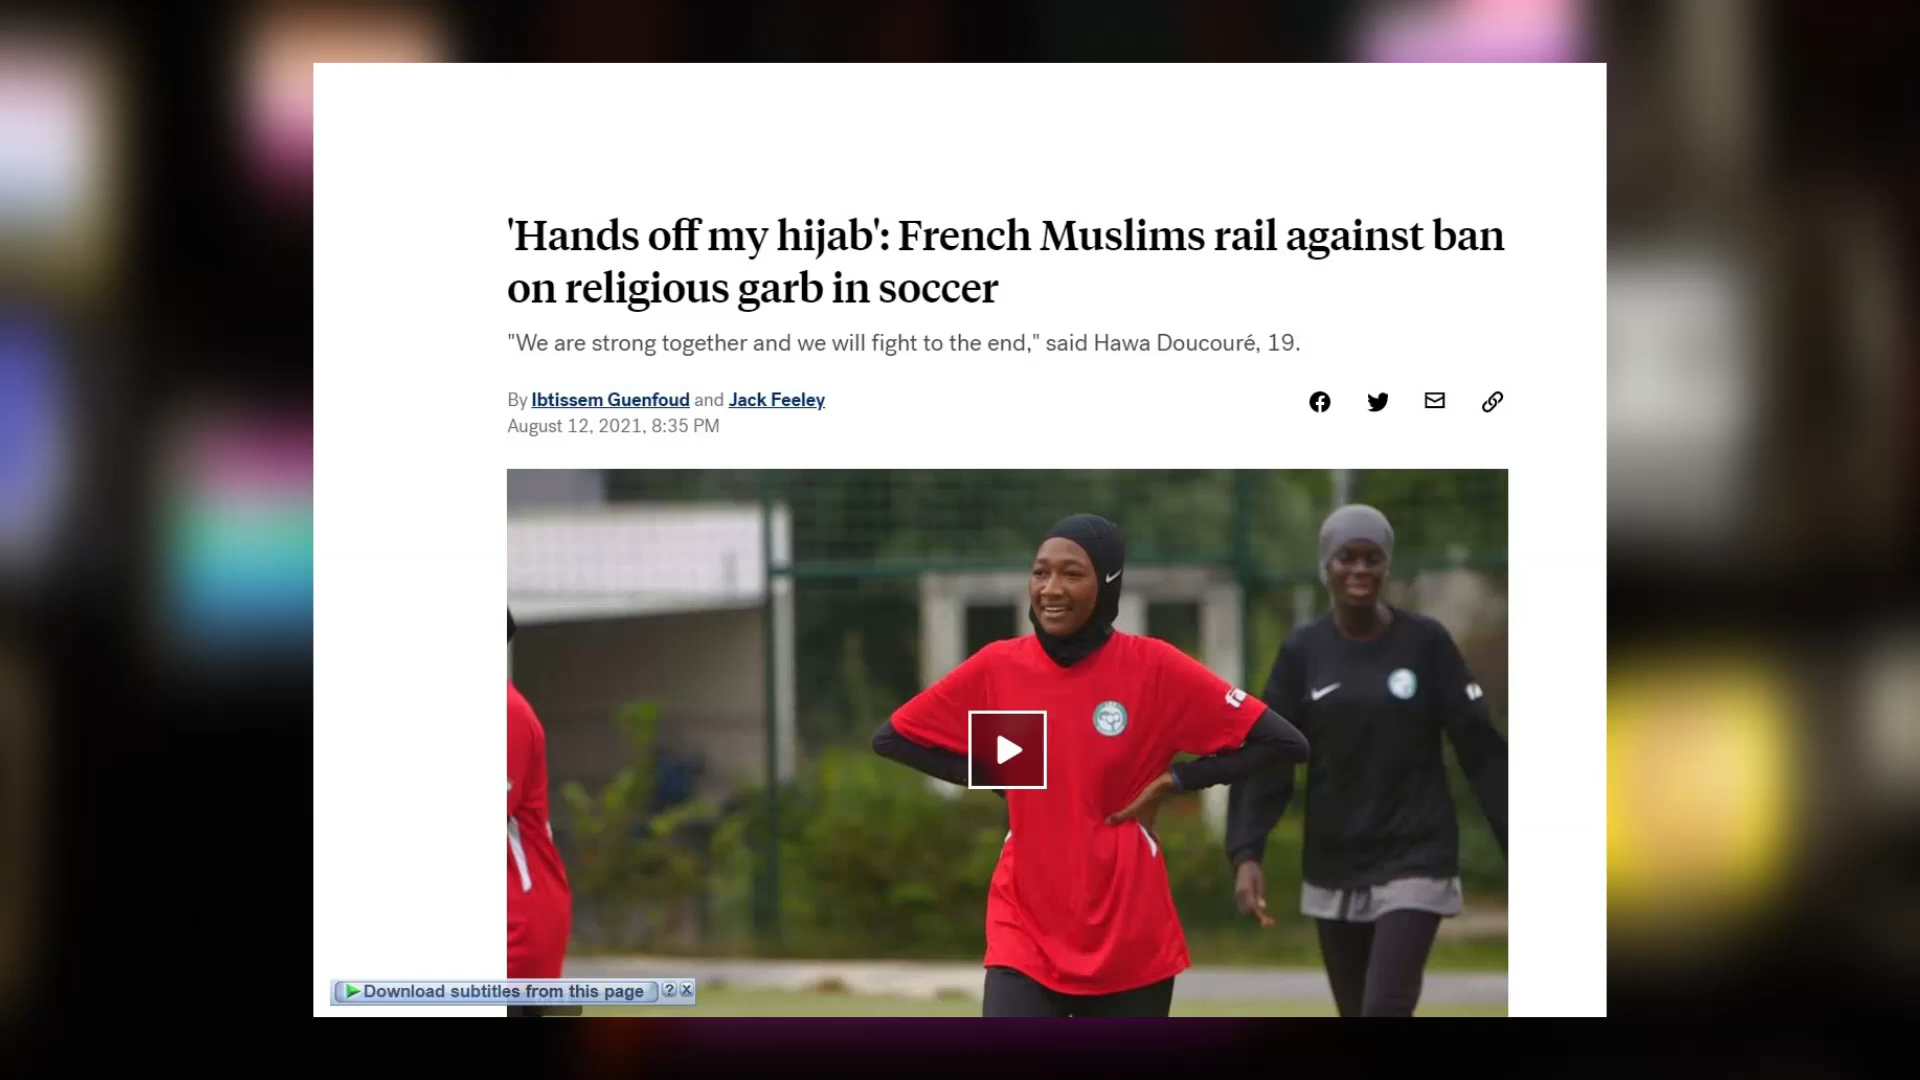 'Hands off my hijab': French Muslims rail against ban
on religious garb in soccer
"We are strong together and we will fight to the end," said Hawa Doucouré, 19.
By Ibtissem Guenfoud and Jack Feeley
August 12, 2021, 8:35 PM
Download subtitles from this page ? x